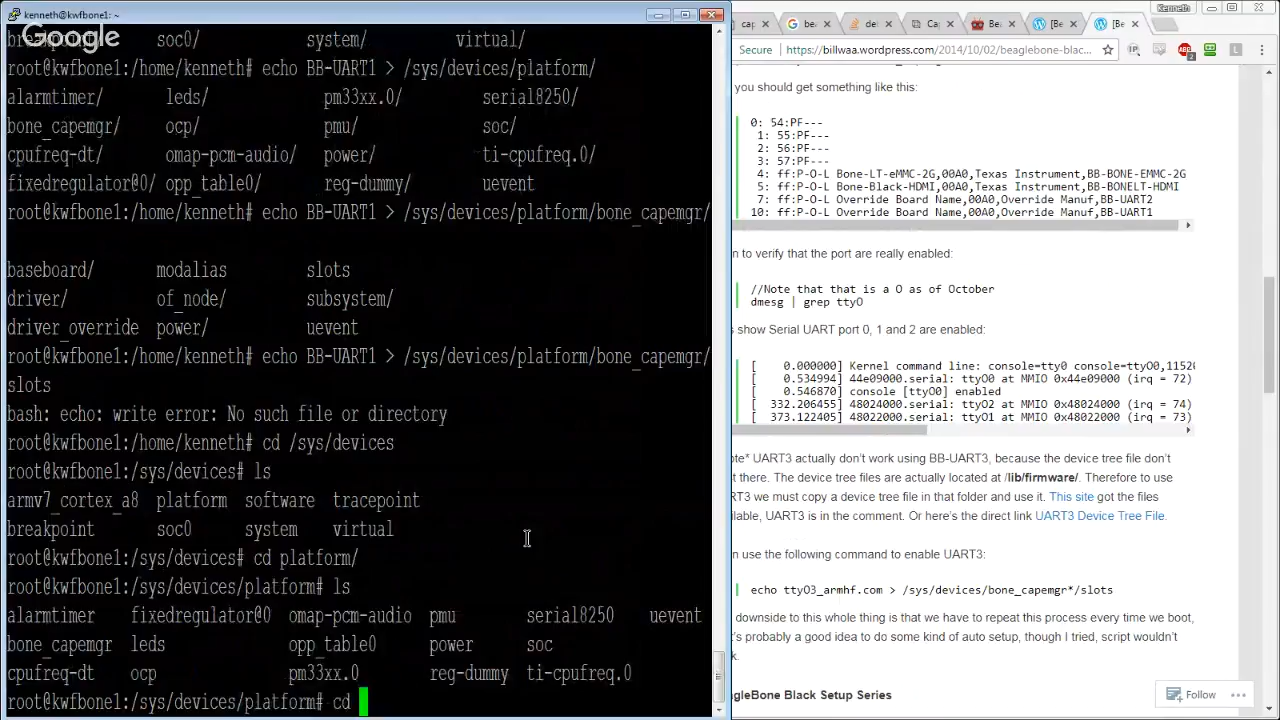 kenneth@kwfbone1: ~
Google
soc0/ system/ virtual/
root@kwfbone1:/home/kenneth# echo BB-UART1 > /sys/devices/platform/
alarmtimer/ leds/ pm33xx.0/ serial8250/
bone_capemgr/ ocp/ pmu/ soc/
cpufreq-dt/ omap-pcm-audio/ power/ ti-cpufreq.0/
fixedregulator@0/ opp_table0/ reg-dummy/ uevent
root@kwfbone1:/home/kenneth# echo BB-UART1 > /sys/devices/platform/bone_capemgr/
baseboard/ modalias slots
driver/ of_node/ subsystem/
driver_override power/ uevent
root@kwfbone1:/home/kenneth# echo BB-UART1 > /sys/devices/platform/bone_capemgr/
slots
bash: echo: write error: No such file or directory
root@kwfbone1:/home/kenneth# cd /sys/devices
root@kwfbone1:/sys/devices# ls
armv7_cortex_a8 platform software tracepoint
breakpoint soc0 system virtual
root@kwfbone1:/sys/devices# cd platform/
root@kwfbone1:/sys/devices/platform# ls
alarmtimer fixedregulator@0 omap-pcm-audio pmu serial8250 uevent
bone_capemgr leds opp_table0 power soc
cpufreq-dt ocp pm33xx.0 reg-dummy ti-cpufreq.0
root@kwfbone1:/sys/devices/platform# cd
Kenneth
cap bea dev Cap Bea [Be [Be
Secure https://billwaa.wordpress.com/2014/10/02/beaglebone-blac...
you should get something like this:
0: 54:PF---
1: 55:PF---
2: 56:PF---
3: 57:PF---
4: ff:P-O-L Bone-LT-eMMC-2G,00A0,Texas Instrument,BB-BONE-EMMC-2G
5: ff:P-O-L Bone-Black-HDMI,00A0,Texas Instrument,BB-BONELT-HDMI
7: ff:P-O-L Override Board Name,00A0,Override Manuf,BB-UART2
10: ff:P-O-L Override Board Name,00A0,Override Manuf,BB-UART1
n to verify that the port are really enabled:
//Note that that is a O as of October
dmesg | grep ttyO
s show Serial UART port 0, 1 and 2 are enabled:
[ 0.000000] Kernel command line: console=tty0 console=ttyO0,11520
[ 0.534994] 44e09000.serial: ttyO0 at MMIO 0x44e09000 (irq = 72)
[ 0.546870] console [ttyO0] enabled
[ 332.206455] 48024000.serial: ttyO2 at MMIO 0x48024000 (irq = 74)
[ 373.122405] 48022000.serial: ttyO1 at MMIO 0x48022000 (irq = 73)
ote* UART3 actually don't work using BB-UART3, because the device tree file don't
t there. The device tree files are actually located at /lib/firmware/. Therefore to use
RT3 we must copy a device tree file in that folder and use it. This site got the files
ilable, UART3 is in the comment. Or here's the direct link UART3 Device Tree File.
n use the following command to enable UART3:
echo ttyO3_armhf.com > /sys/devices/bone_capemgr*/slots
downside to this whole thing is that we have to repeat this process every time we boot,
's probably a good idea to do some kind of auto setup, though I tried, script wouldn't
k.
agleBone Black Setup Series
Follow